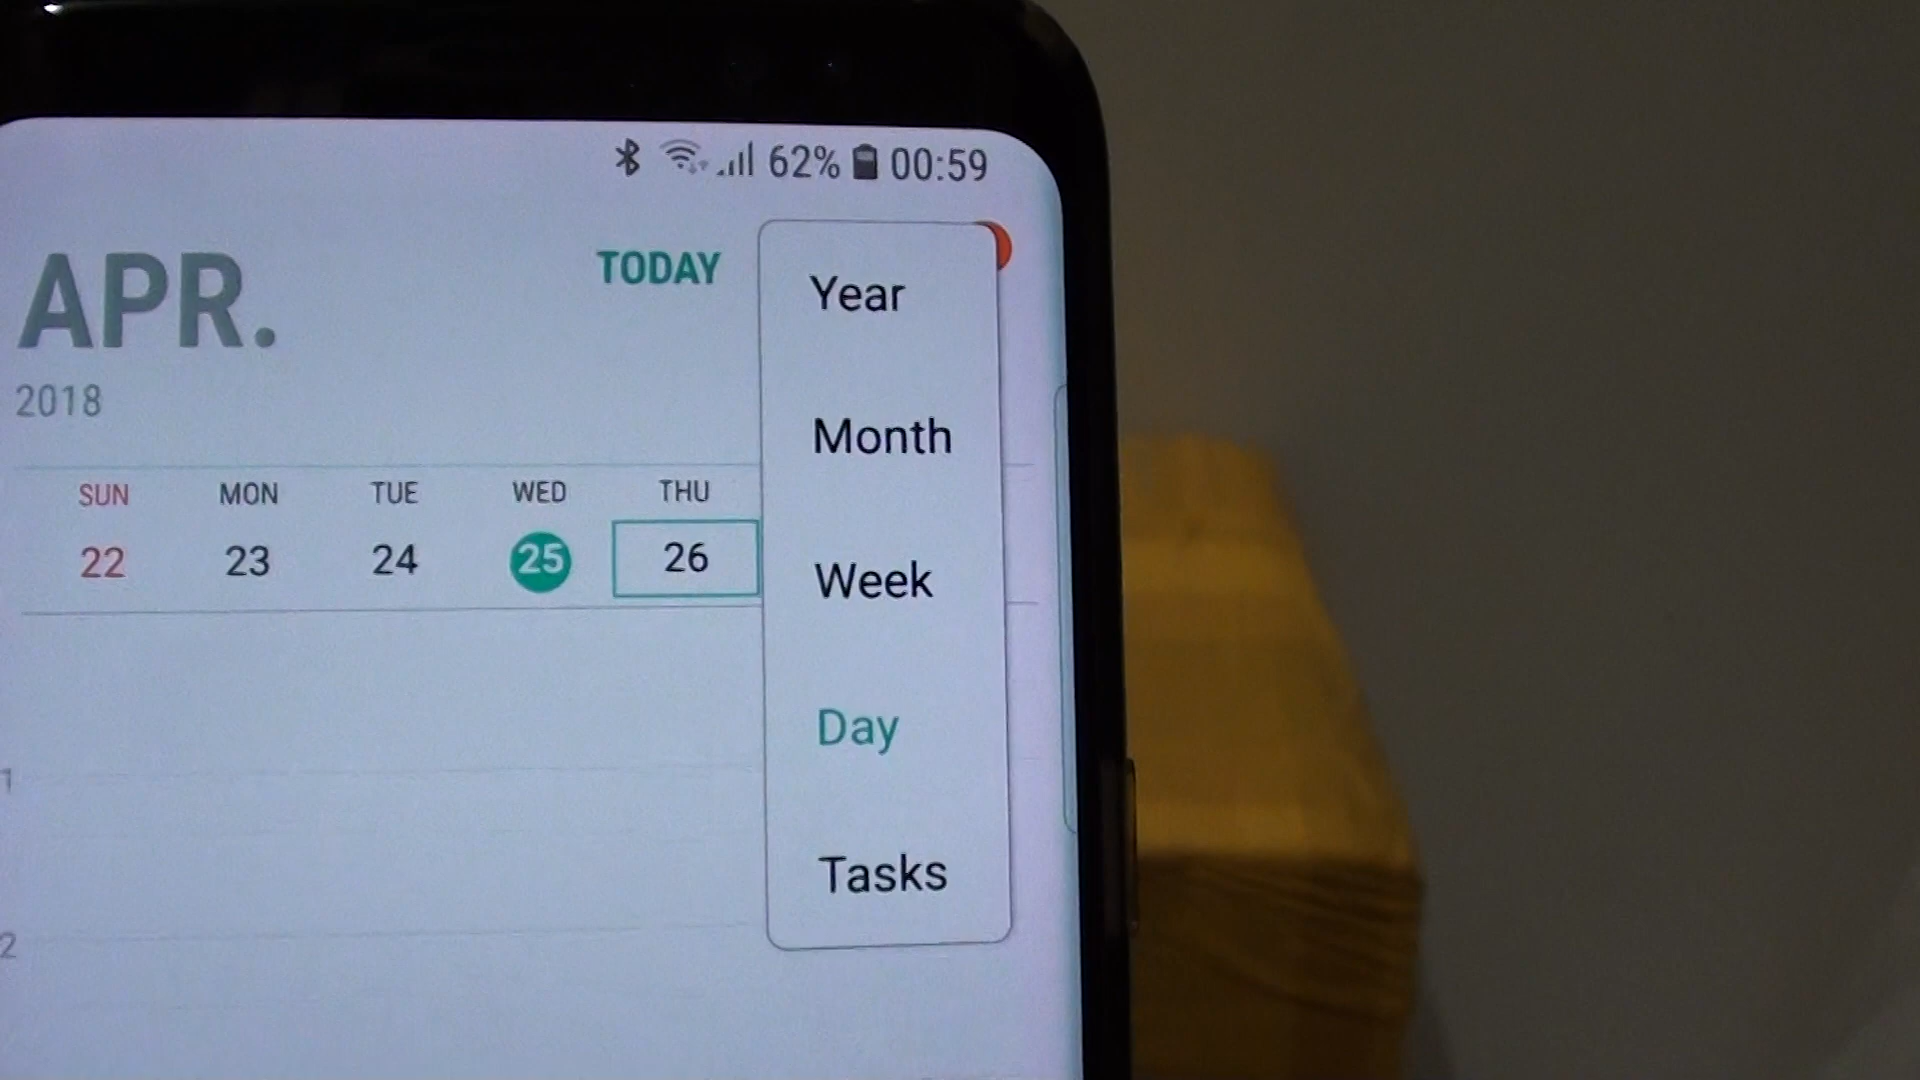 62% 00:59
APR.
TODAY
2018
SUN MON TUE WED THU
22 23 24 25 26
1
2
Year
Month
Week
Day
Tasks